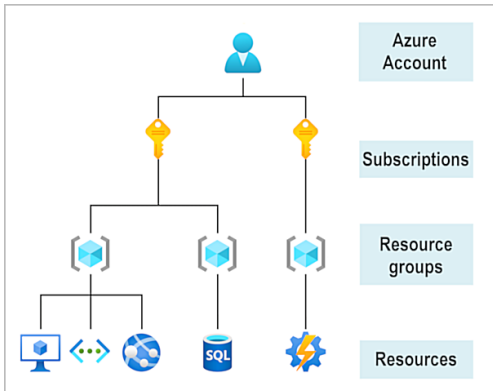 Azure
Account
Subscriptions
Resource
groups
SQL
Resources